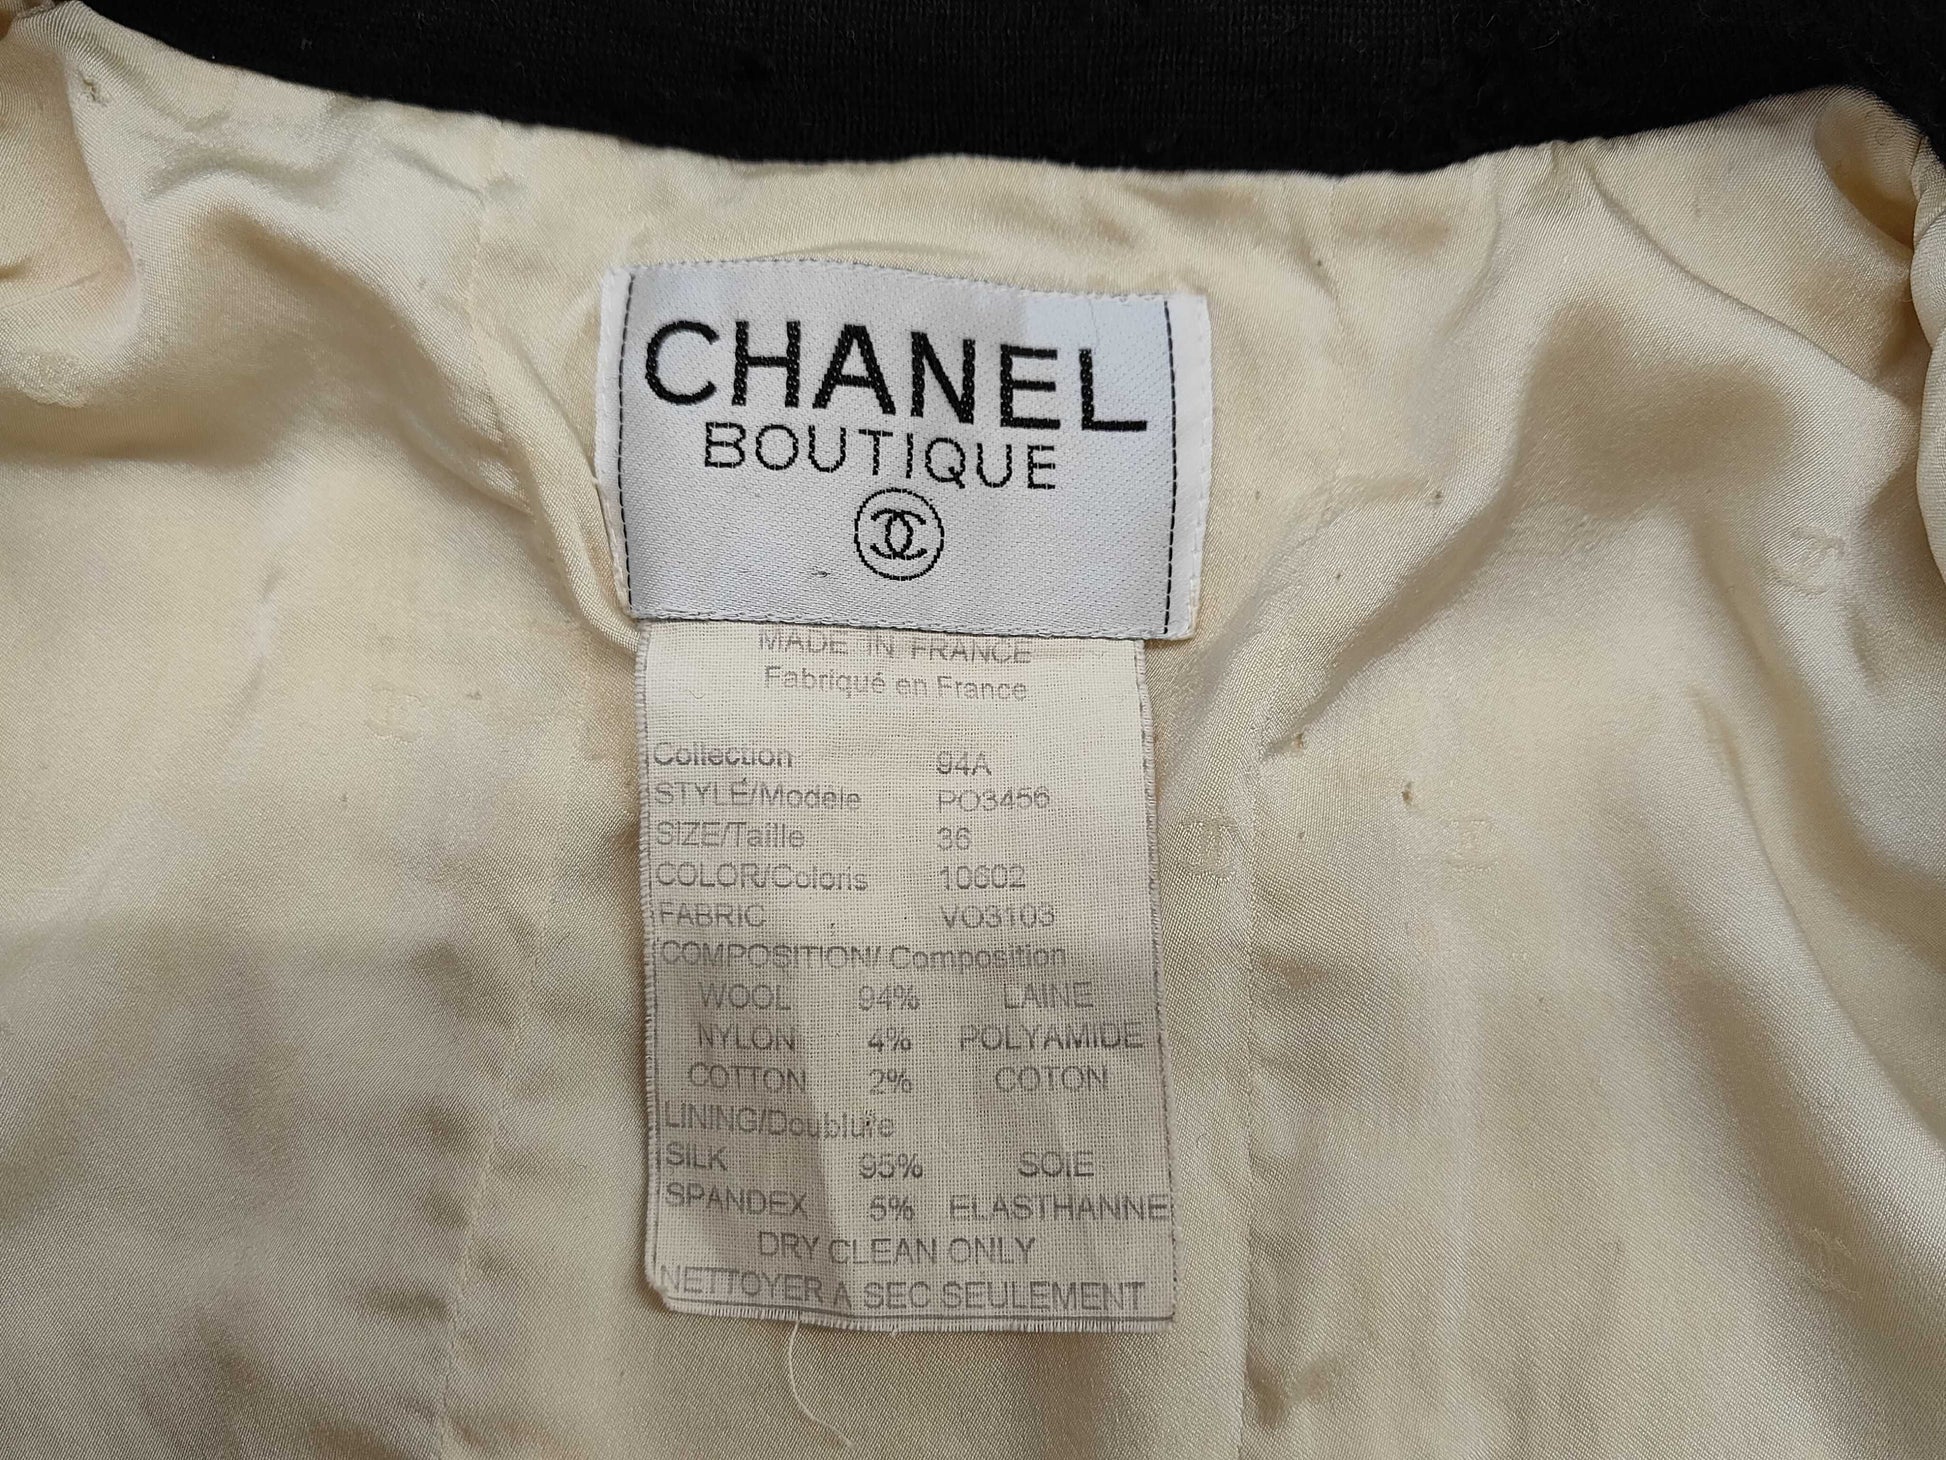 CHANEL
BOUTIQUE
MADE IN FRANCE
Fabriqué en France
Collection 94A
STYLE/Modele PO3456
SIZE/Taille 36
COLOR/Coloris 10602
FABRIC VO3103
COMPOSITION/ Composition
WOOL 94% LAINE
NYLON 4% POLYAMIDE
COTTON 2% COTON
LINING/Doublure
SILK 95% SOIE
SPANDEX 5% ELASTHANNE
DRY CLEAN ONLY
NETTOYER A SEC SEULEMENT